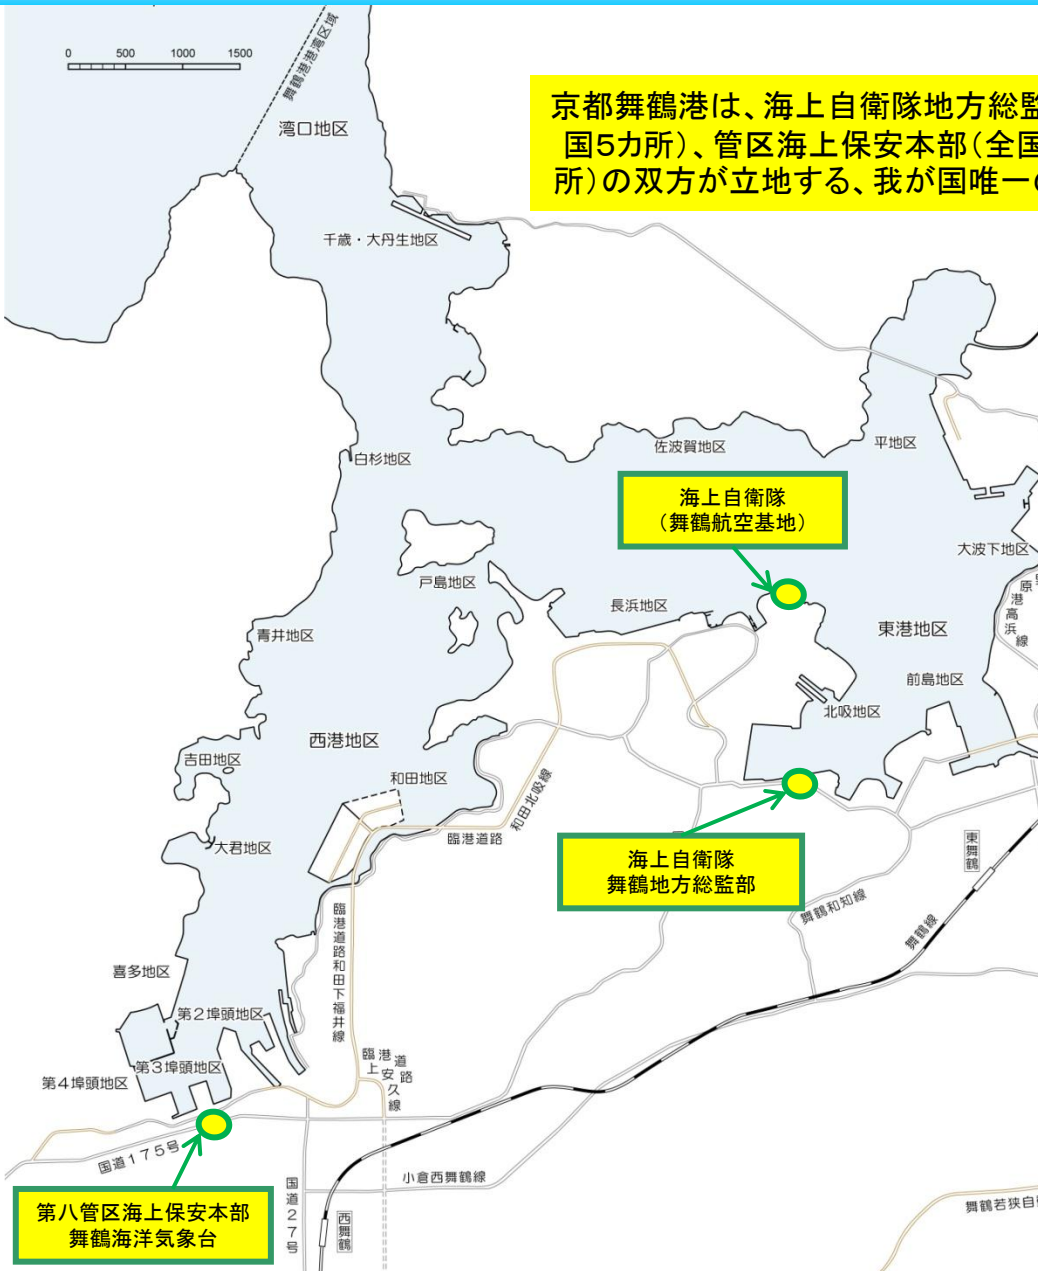 0 500 1000 1500
舞鶴港港湾区域
湾口地区
京都舞鶴港は、海上自衛隊地方総監
国5カ所）、管区海上保安本部（全国
所）の双方が立地する、我が国唯一の
千歳・大丹生地区
白杉地区
佐波賀地区
平地区
海上自衛隊
（舞鶴航空基地）
大波下地区
戸島地区
長浜地区
原
港高浜線
青井地区
東港地区
前島地区
北吸地区
西港地区
吉田地区
和田地区
和田北吸線
臨港道路
大君地区
海上自衛隊
舞鶴地方総監部
東舞鶴
舞鶴和知線
舞鶴線
臨港道路和田下福井線
喜多地区
第2埠頭地区
第3埠頭地区
第4埠頭地区
臨港道路
上安久線
国道175号
国道27号
小倉西舞鶴線
西舞鶴
舞鶴若狭自
第八管区海上保安本部
舞鶴海洋気象台